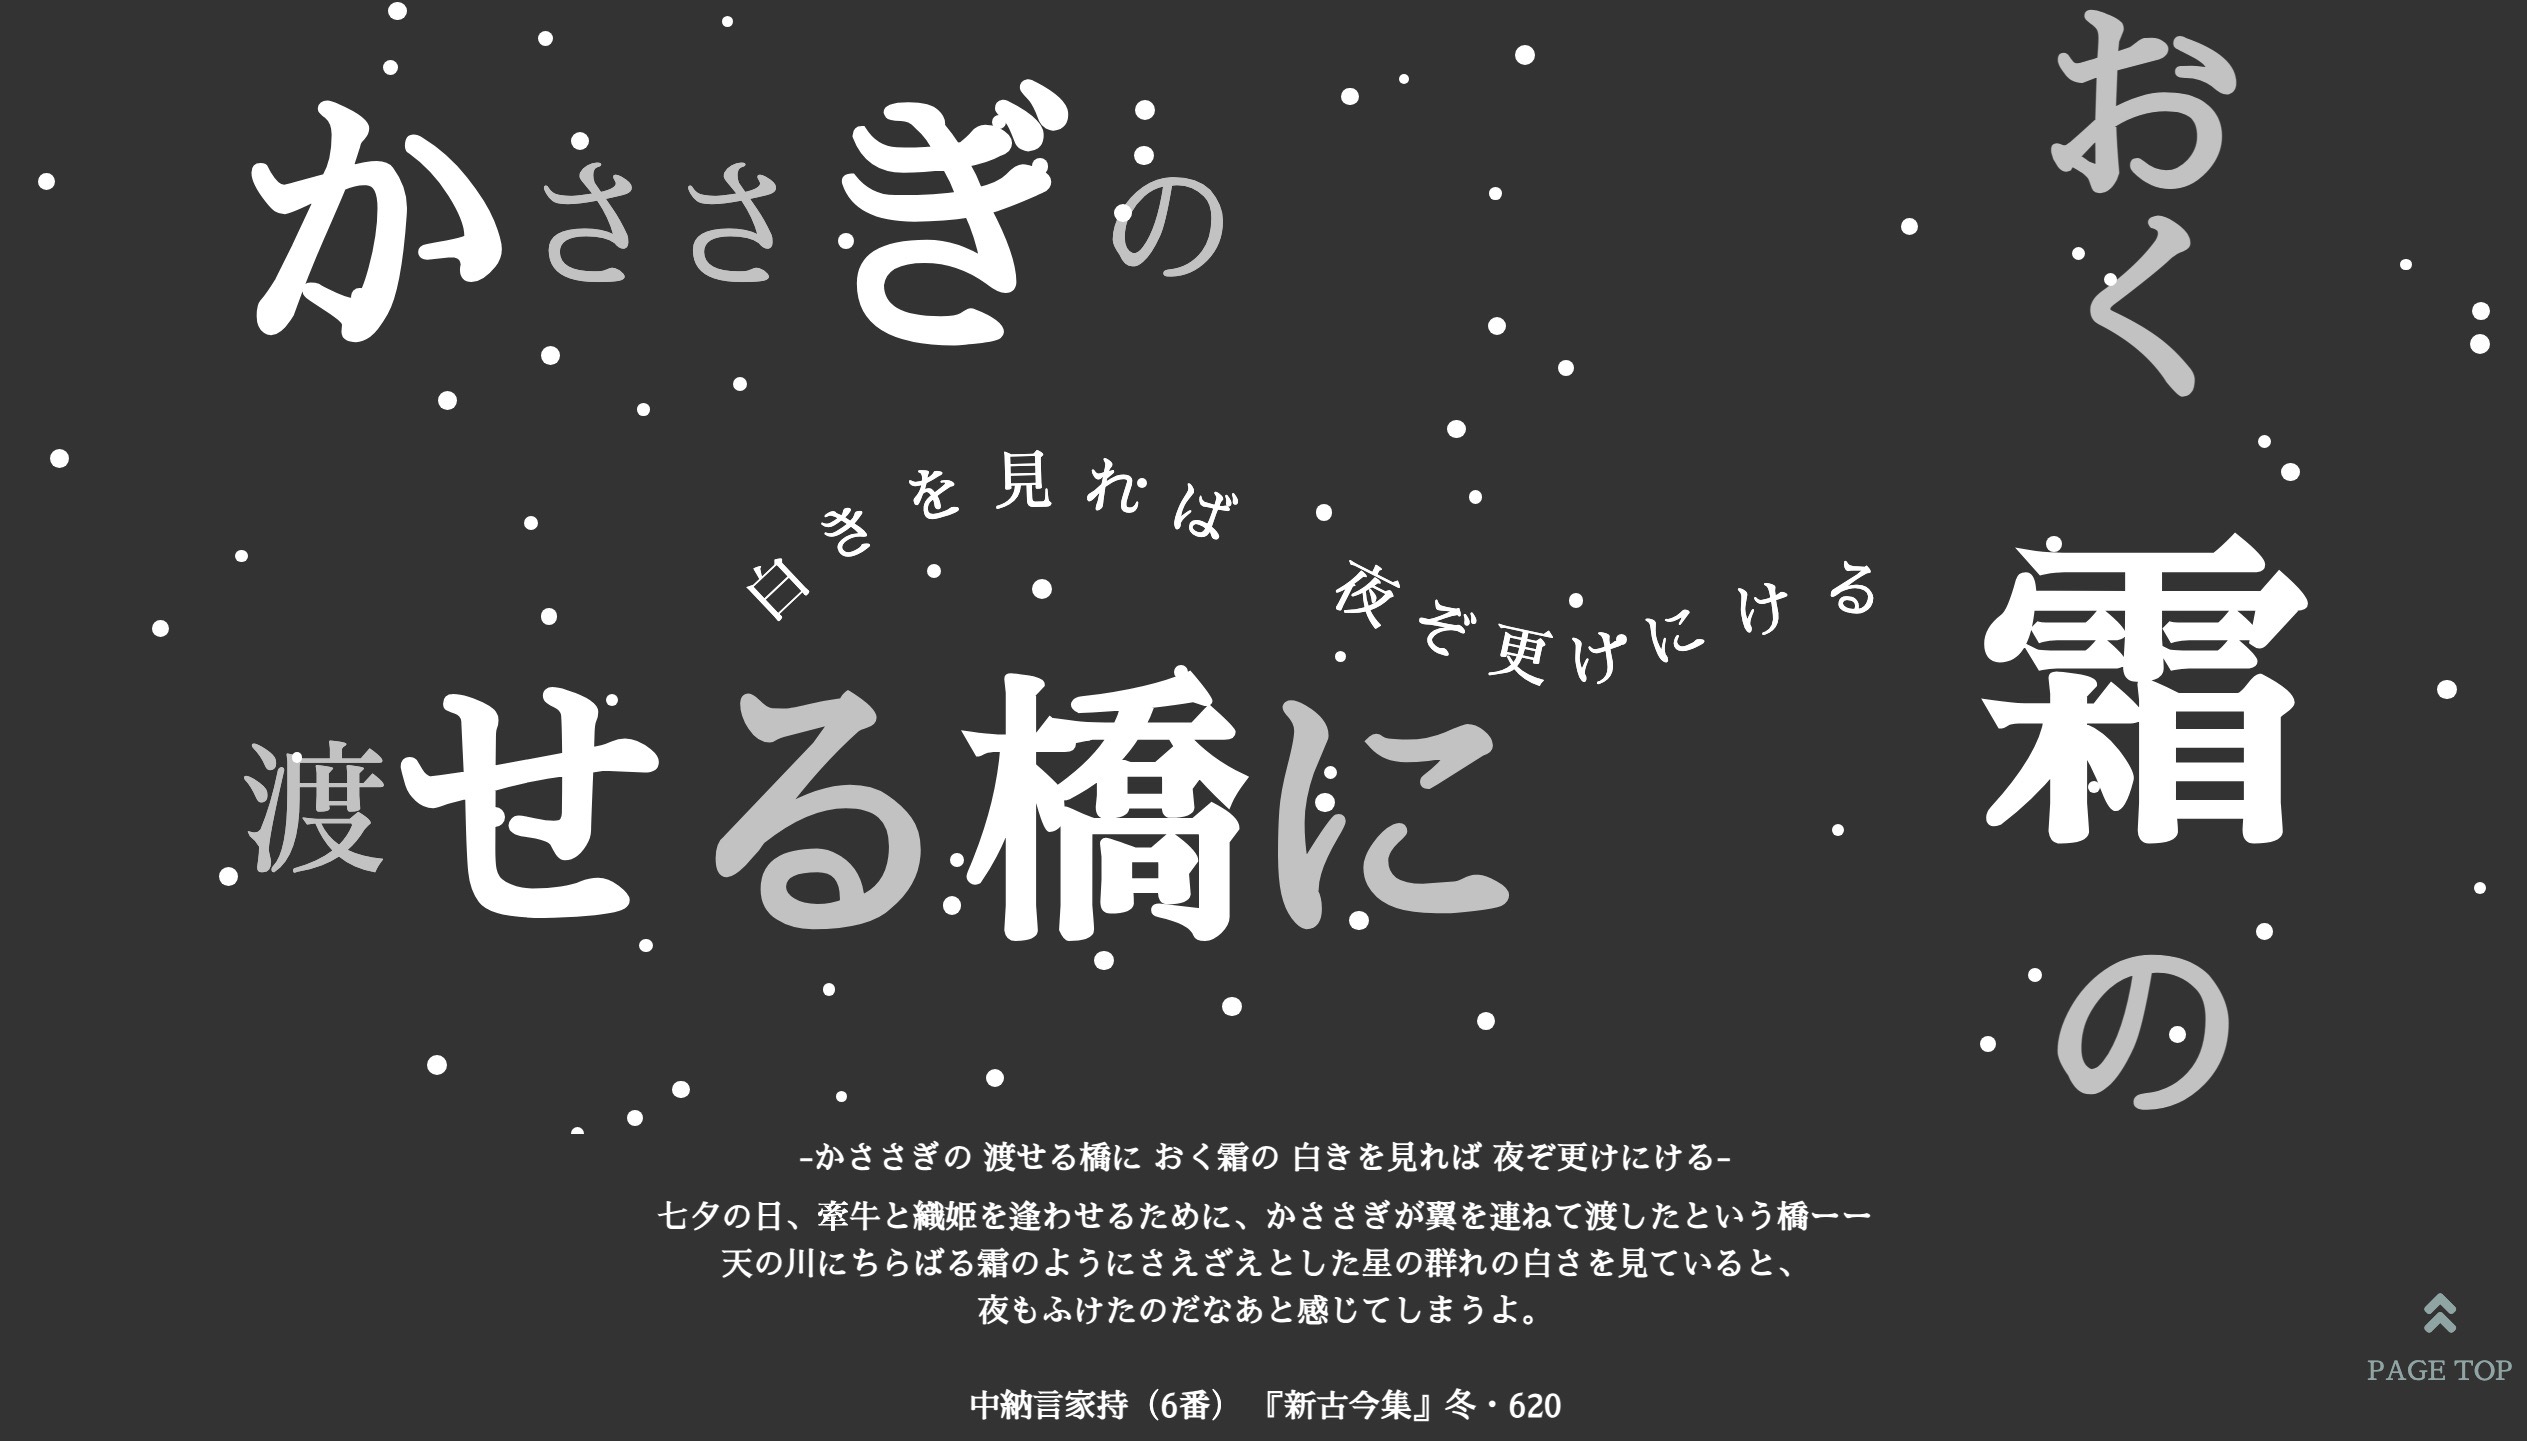 かささぎの
渡せる橋に
おく霜の
白きを見れば
夜ぞ更けにける
-かささぎの 渡せる橋に おく霜の 白きを見れば 夜ぞ更けにける-
七夕の日、牽牛と織姫を逢わせるために、かささぎが翼を連ねて渡したという橋ーー
天の川にちらばる霜のようにさえざえとした星の群れの白さを見ていると、
夜もふけたのだなあと感じてしまうよ。
中納言家持（6番） 『新古今集』冬・620
PAGE TOP